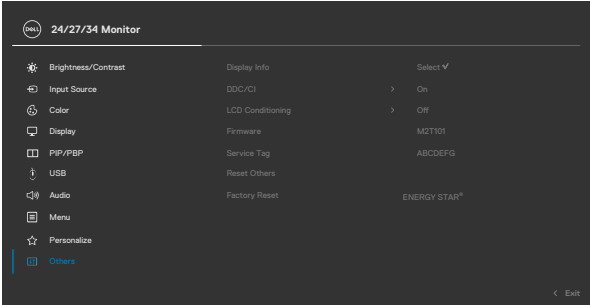 DELL 24/27/34 Monitor
Brightness/Contrast Display Info Select ✓
Input Source DDC/CI > On
Color LCD Conditioning > Off
Display Firmware M2T101
PIP/PBP Service Tag ABCDEFG
USB Reset Others
Audio Factory Reset ENERGY STAR®
Menu
Personalize
Others
< Exit